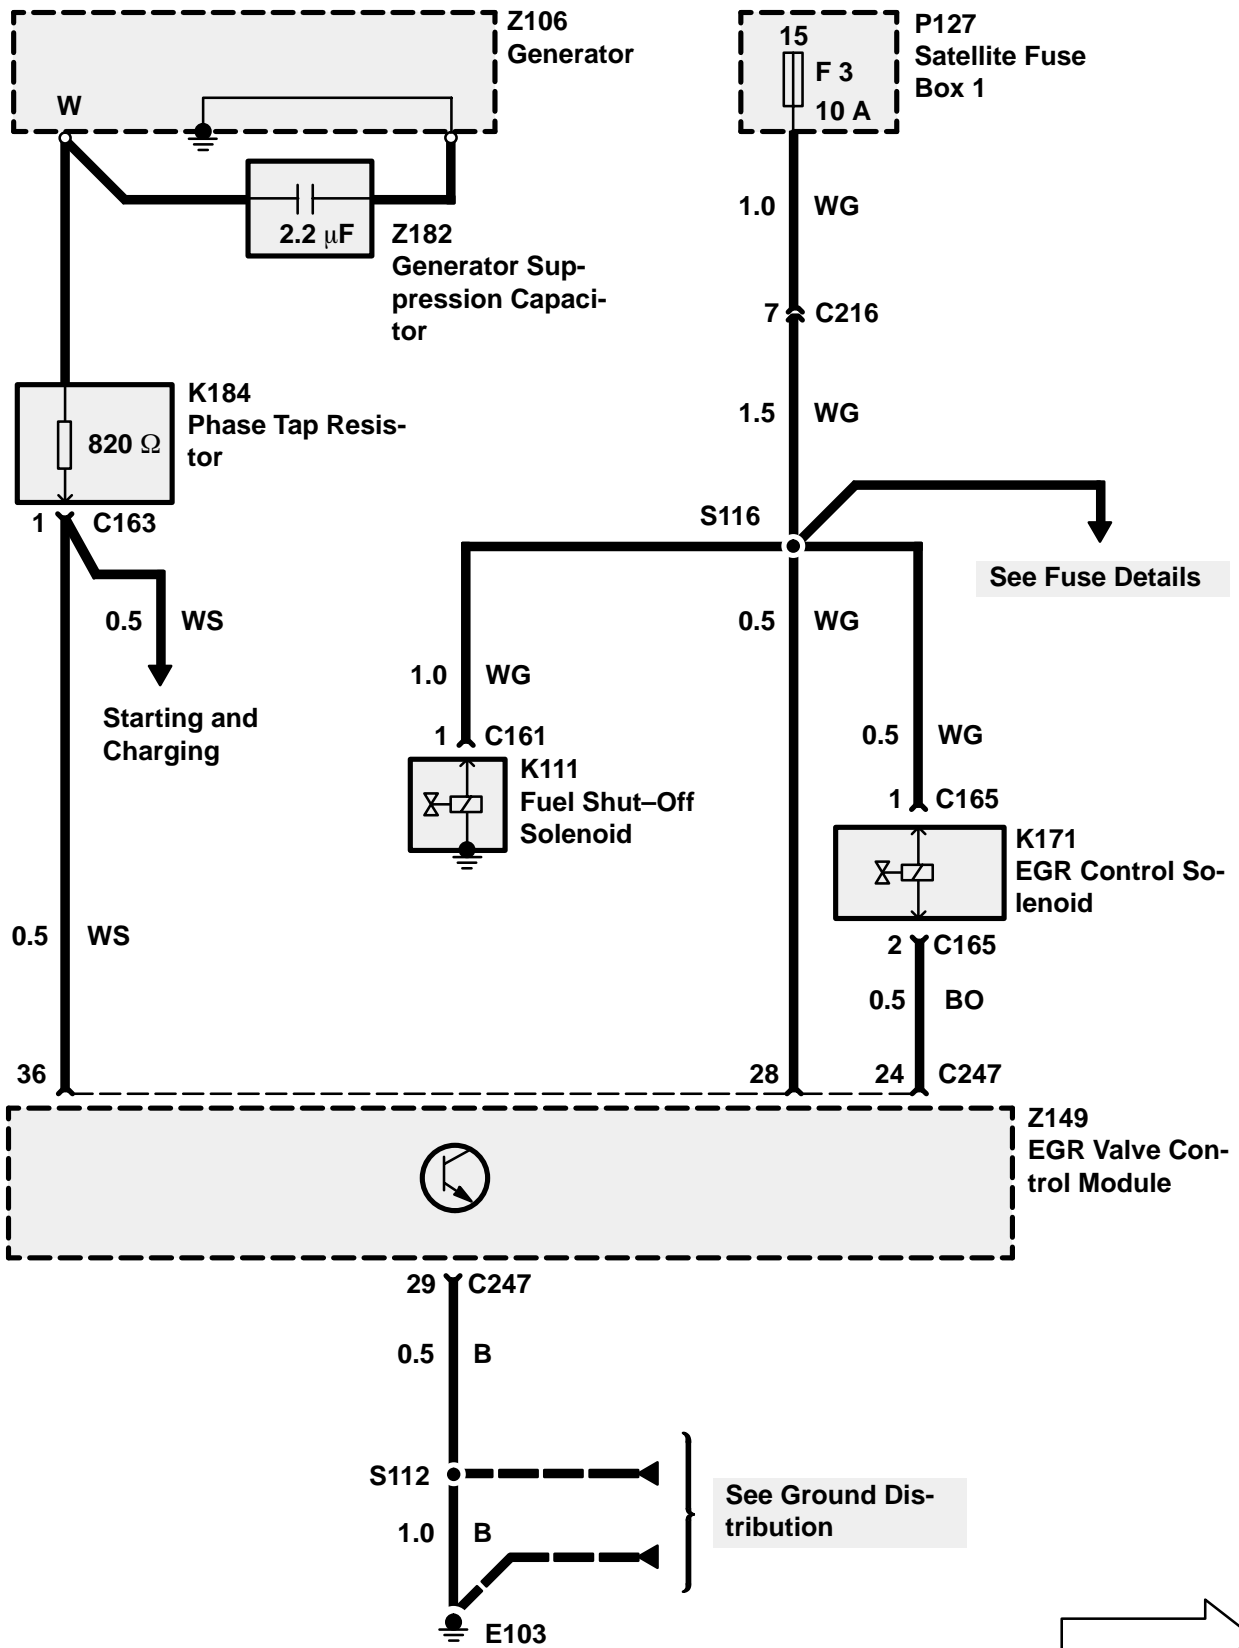 Z106
Generator
W
2.2 μF
Z182
Generator Sup-
pression Capaci-
tor
15
F 3
10 A
P127
Satellite Fuse
Box 1
1.0 WG
7 C216
1.5 WG
K184
Phase Tap Resis-
tor
820 Ω
1 C163
S116
See Fuse Details
0.5 WS
0.5 WG
1.0 WG
Starting and
Charging
1 C161
K111
Fuel Shut–Off
Solenoid
0.5 WG
1 C165
K171
EGR Control So-
lenoid
0.5 WS
2 C165
0.5 BO
36
28
24 C247
Z149
EGR Valve Con-
trol Module
29 C247
0.5 B
S112
See Ground Dis-
tribution
1.0 B
E103